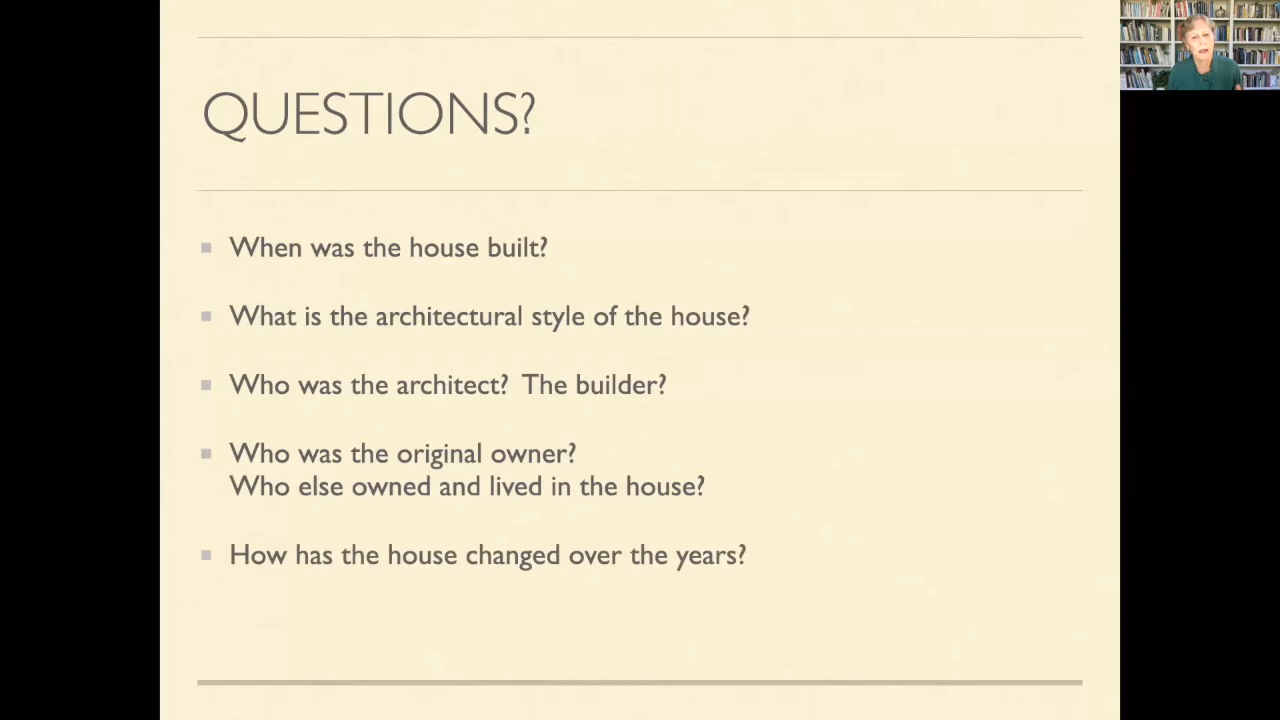 QUESTIONS?
When was the house built?
What is the architectural style of the house?
Who was the architect?  The builder?
Who was the original owner?
Who else owned and lived in the house?
How has the house changed over the years?